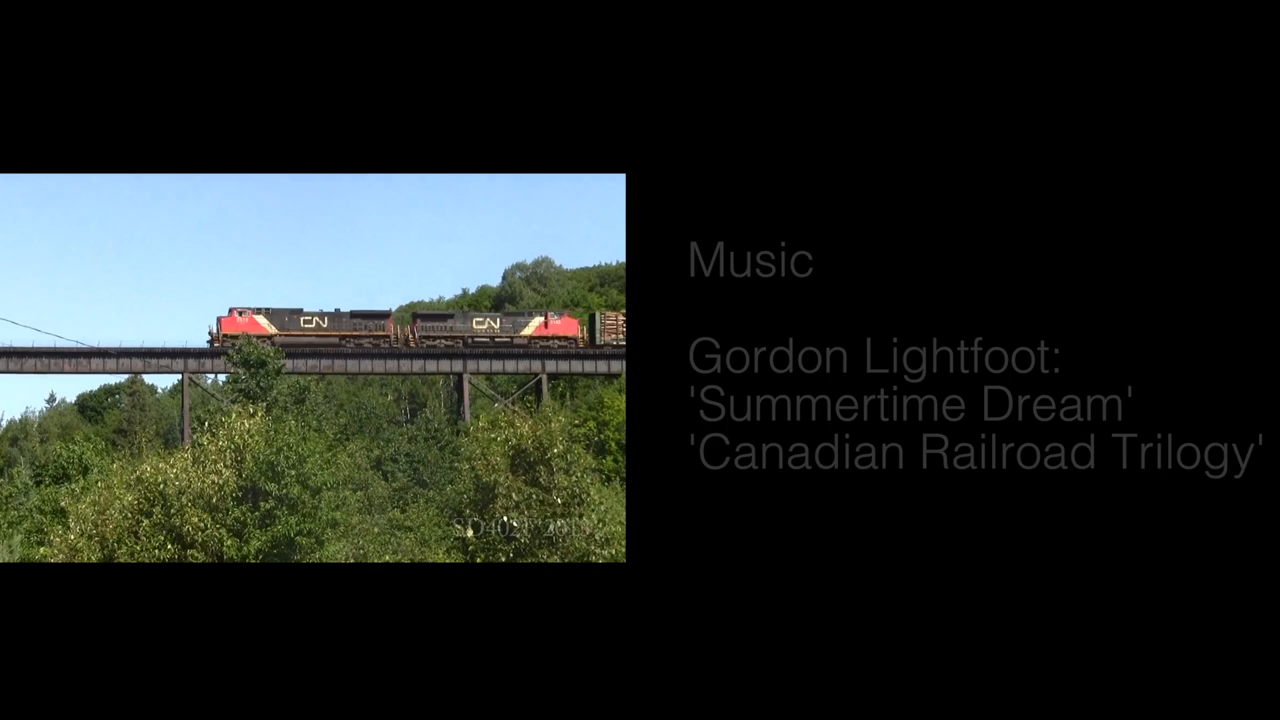 CN
CN
Music
Gordon Lightfoot:
'Summertime Dream'
'Canadian Railroad Trilogy'